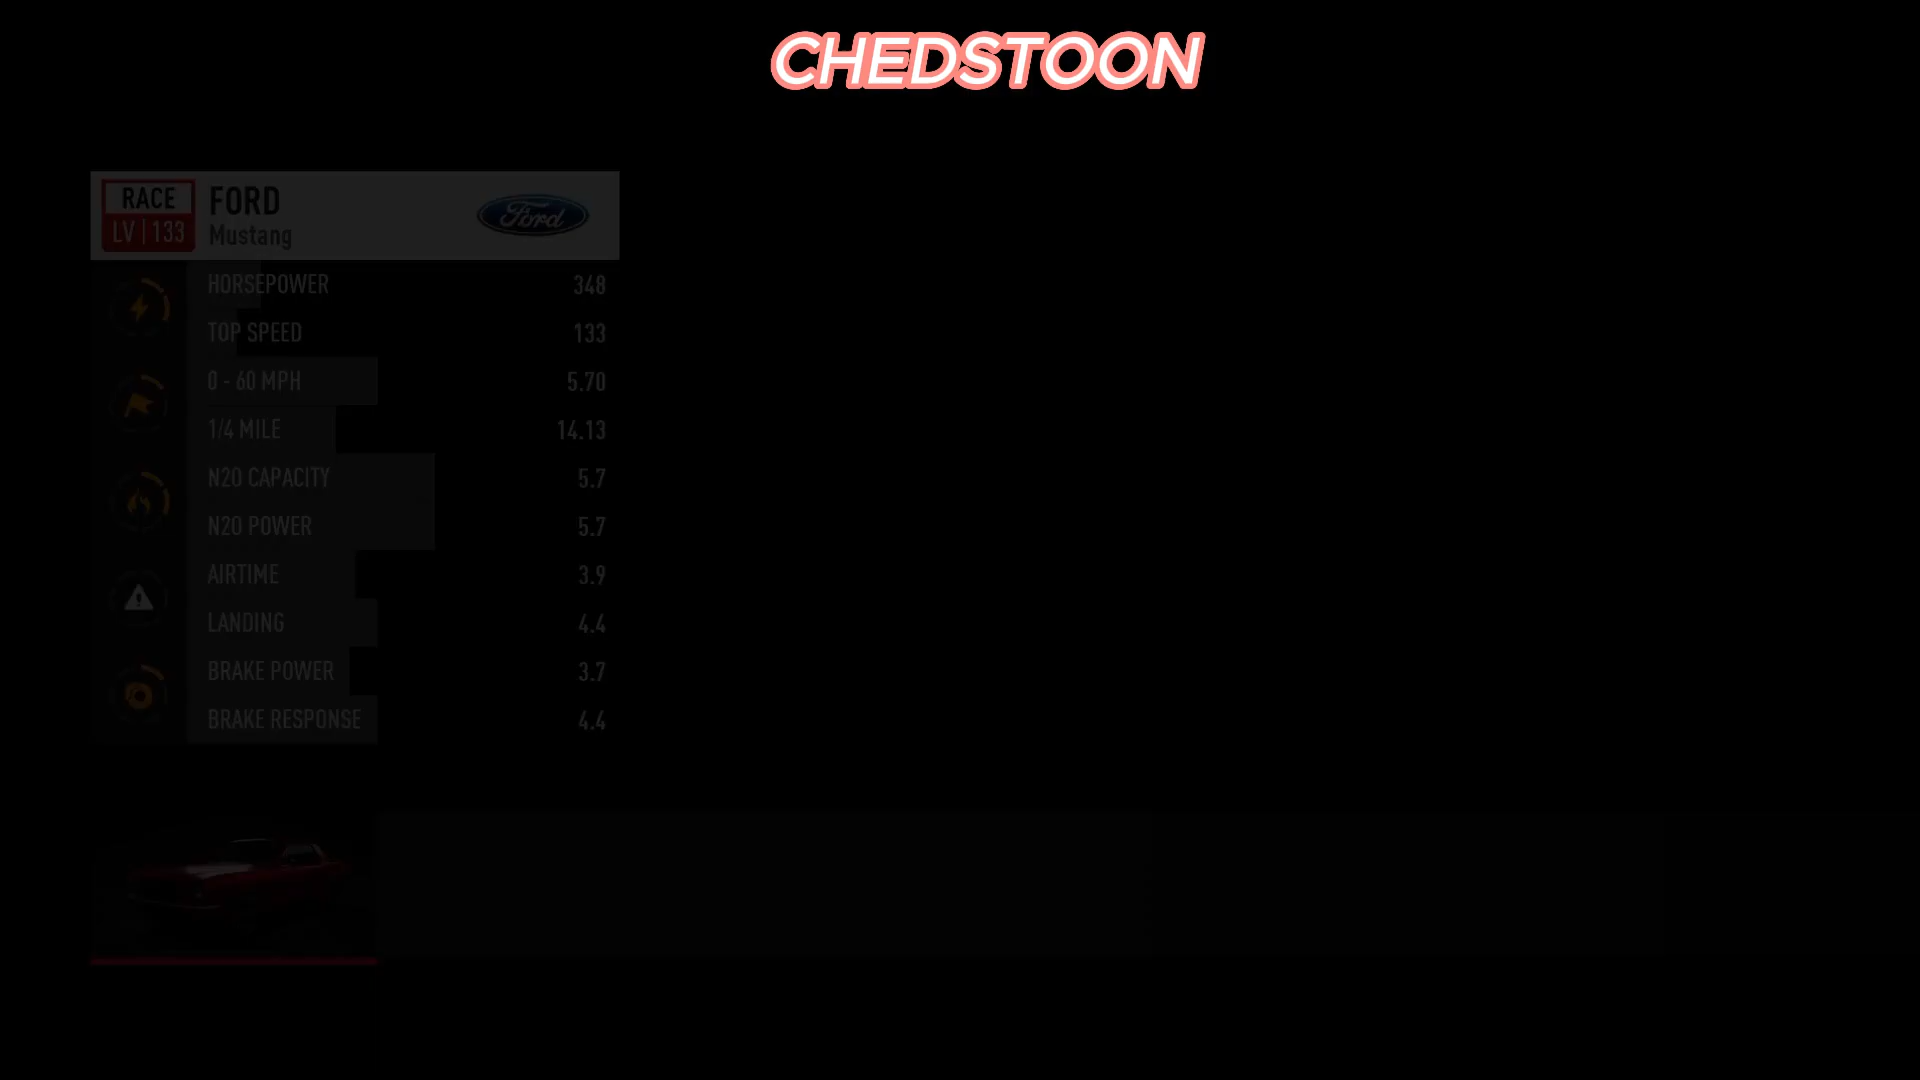 CHEDSTOON
RACE
LV | 133
FORD
Mustang
Ford
HORSEPOWER 348
TOP SPEED 133
0 - 60 MPH 5.70
1/4 MILE 14.13
N2O CAPACITY 5.7
N2O POWER 5.7
AIRTIME 3.9
LANDING 4.4
BRAKE POWER 3.7
BRAKE RESPONSE 4.4